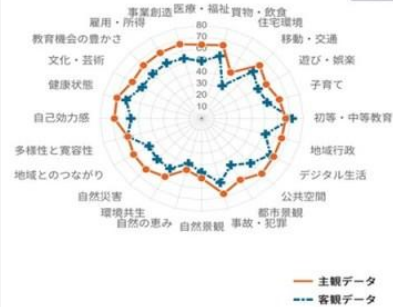 医療・福祉
買物・飲食
住宅環境
移動・交通
遊び・娯楽
子育て
初等・中等教育
地域行政
デジタル生活
公共空間
都市景観
事故・犯罪
自然景観
自然の恵み
環境共生
自然災害
地域とのつながり
多様性と寛容性
自己効力感
健康状態
文化・芸術
教育機会の豊かさ
雇用・所得
事業創造
80
70
60
50
40
30
20
10
主観データ
客観データ